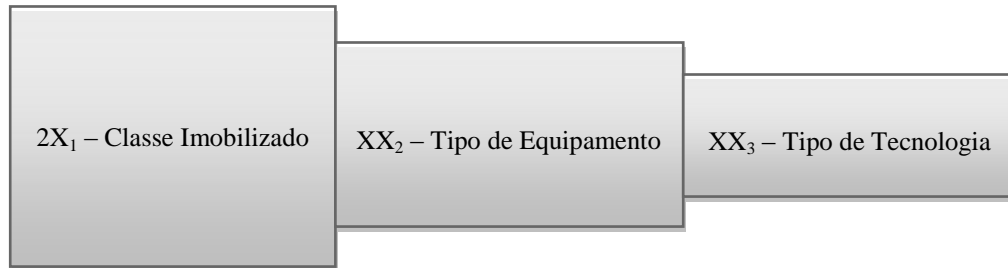 2X₁ – Classe Imobilizado
XX₂ – Tipo de Equipamento
XX₃ – Tipo de Tecnologia